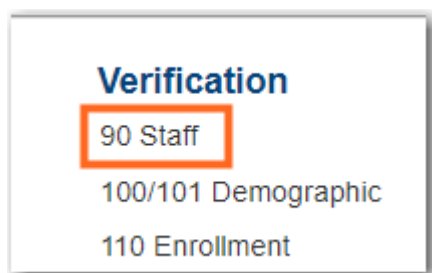 Verification
90 Staff
100/101 Demographic
110 Enrollment